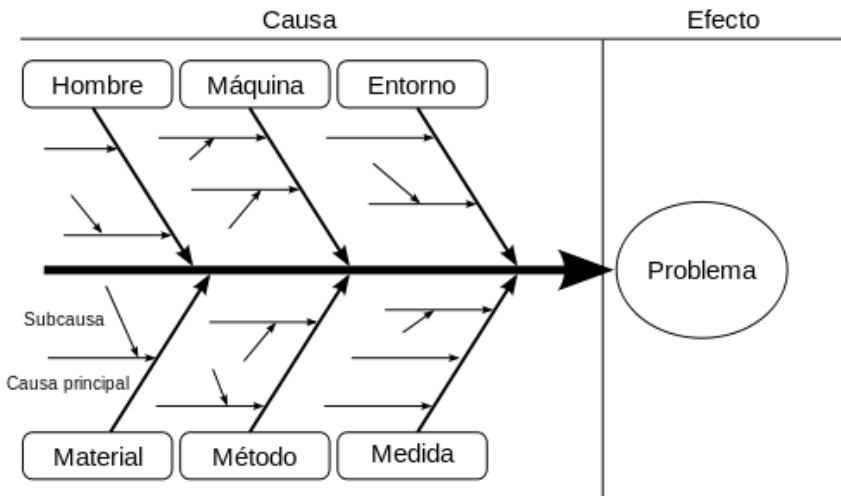 Causa
Efecto
Hombre
Máquina
Entorno
Problema
Subcausa
Causa principal
Material
Método
Medida